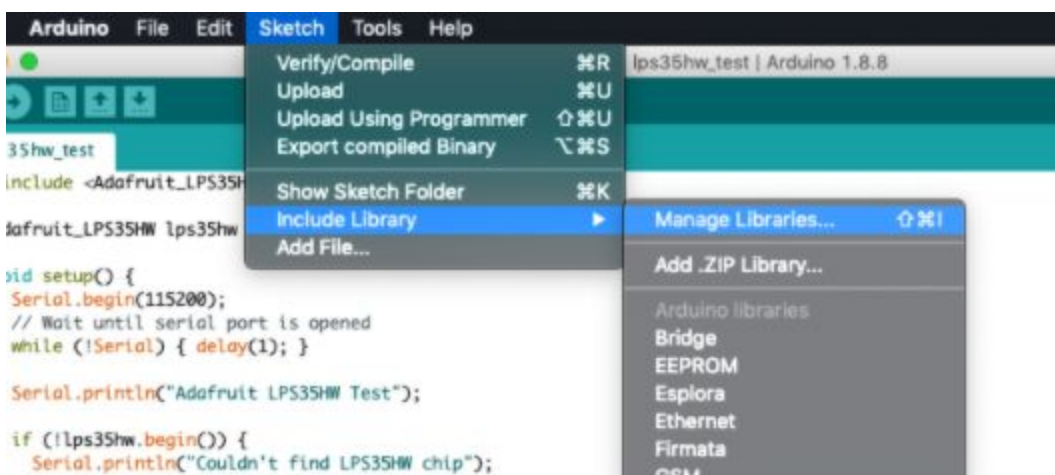 Arduino File Edit Sketch Tools Help
lps35hw_test | Arduino 1.8.8
Verify/Compile ⌘R
Upload ⌘U
Upload Using Programmer ⇧⌘U
Export compiled Binary ⌥⌘S
35hw_test
include <Adafruit_LPS35H
Show Sketch Folder ⌘K
dafruit_LPS35HW lps35hw
Include Library ▶
Manage Libraries... ⇧⌘I
Add File...
Add .ZIP Library...
oid setup() {
Serial.begin(115200);
// Wait until serial port is opened
while (!Serial) { delay(1); }
Serial.println("Adafruit LPS35HW Test");
if (!lps35hw.begin()) {
Serial.println("Couldn't find LPS35HW chip");
Arduino libraries
Bridge
EEPROM
Esplora
Ethernet
Firmata
GSM